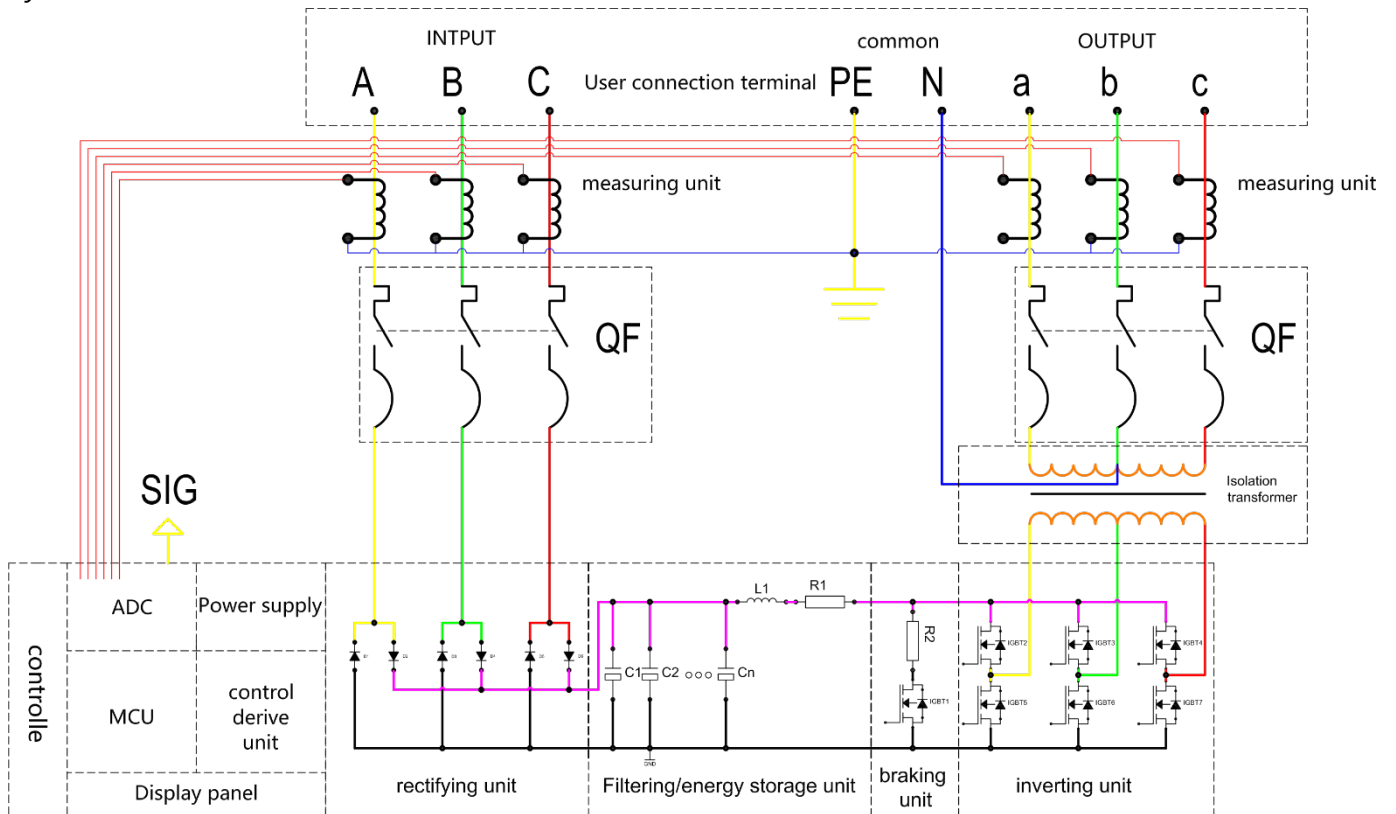 INTPUT
common
OUTPUT
A
B
C
User connection terminal
PE
N
a
b
c
measuring unit
measuring unit
QF
QF
Isolation
transformer
SIG
controlle
ADC
Power supply
MCU
control
derive
unit
Display panel
L1
R1
R2
C1
C2
Cn
IGBT1
IGBT2
IGBT3
IGBT4
IGBT5
IGBT6
IGBT7
GND
rectifying unit
Filtering/energy storage unit
braking
unit
inverting unit